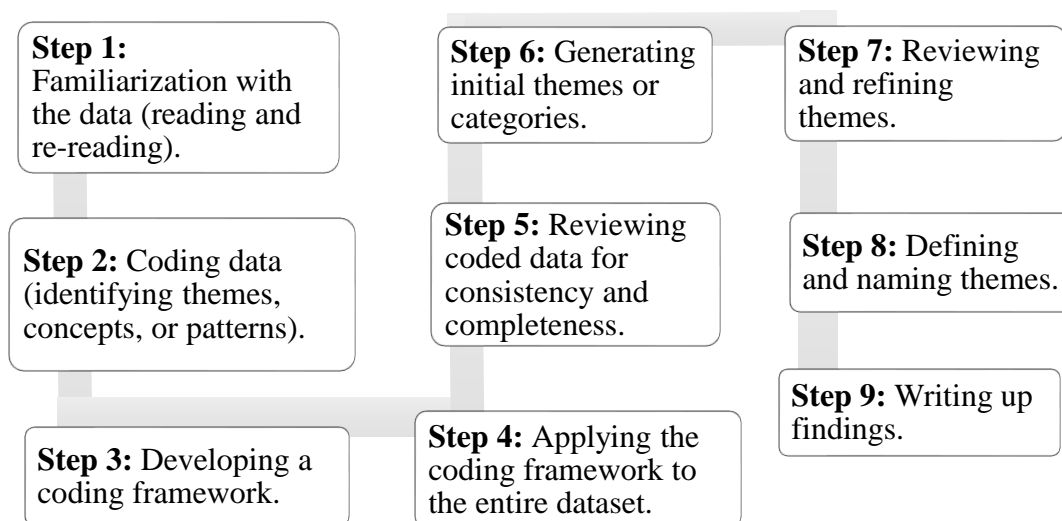 Step 1:
Familiarization with
the data (reading and
re-reading).
Step 2: Coding data
(identifying themes,
concepts, or patterns).
Step 3: Developing a
coding framework.
Step 4: Applying the
coding framework to
the entire dataset.
Step 5: Reviewing
coded data for
consistency and
completeness.
Step 6: Generating
initial themes or
categories.
Step 7: Reviewing
and refining
themes.
Step 8: Defining
and naming themes.
Step 9: Writing up
findings.